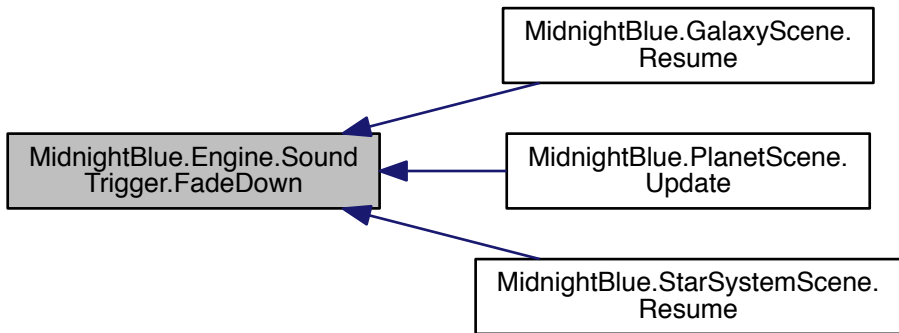 MidnightBlue.GalaxyScene.
Resume
MidnightBlue.Engine.Sound
Trigger.FadeDown
MidnightBlue.PlanetScene.
Update
MidnightBlue.StarSystemScene.
Resume